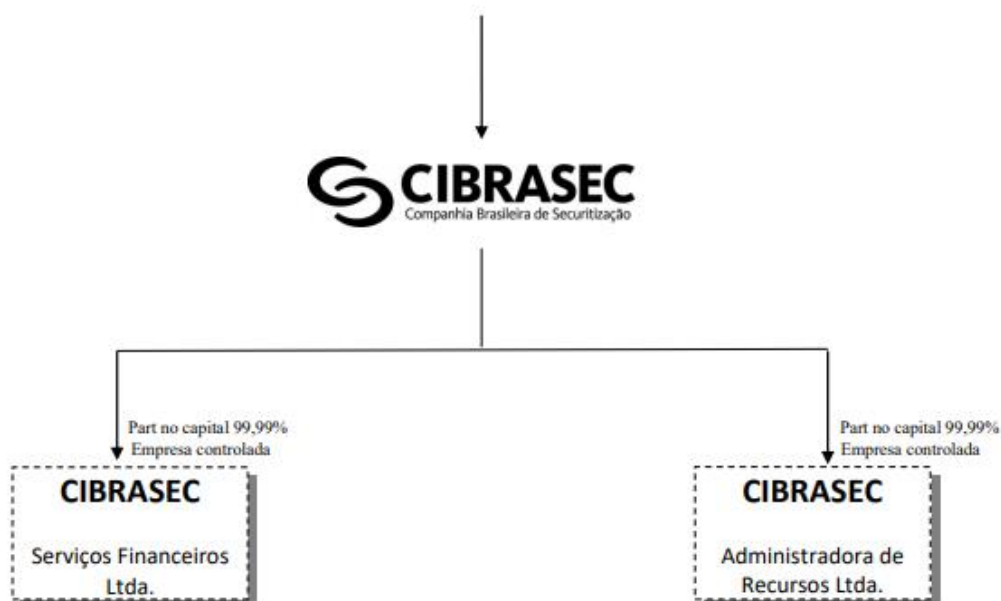 CIBRASEC
Companhia Brasileira de Securitização
Part no capital 99,99%
Empresa controlada
CIBRASEC
Serviços Financeiros
Ltda.
Part no capital 99,99%
Empresa controlada
CIBRASEC
Administradora de
Recursos Ltda.